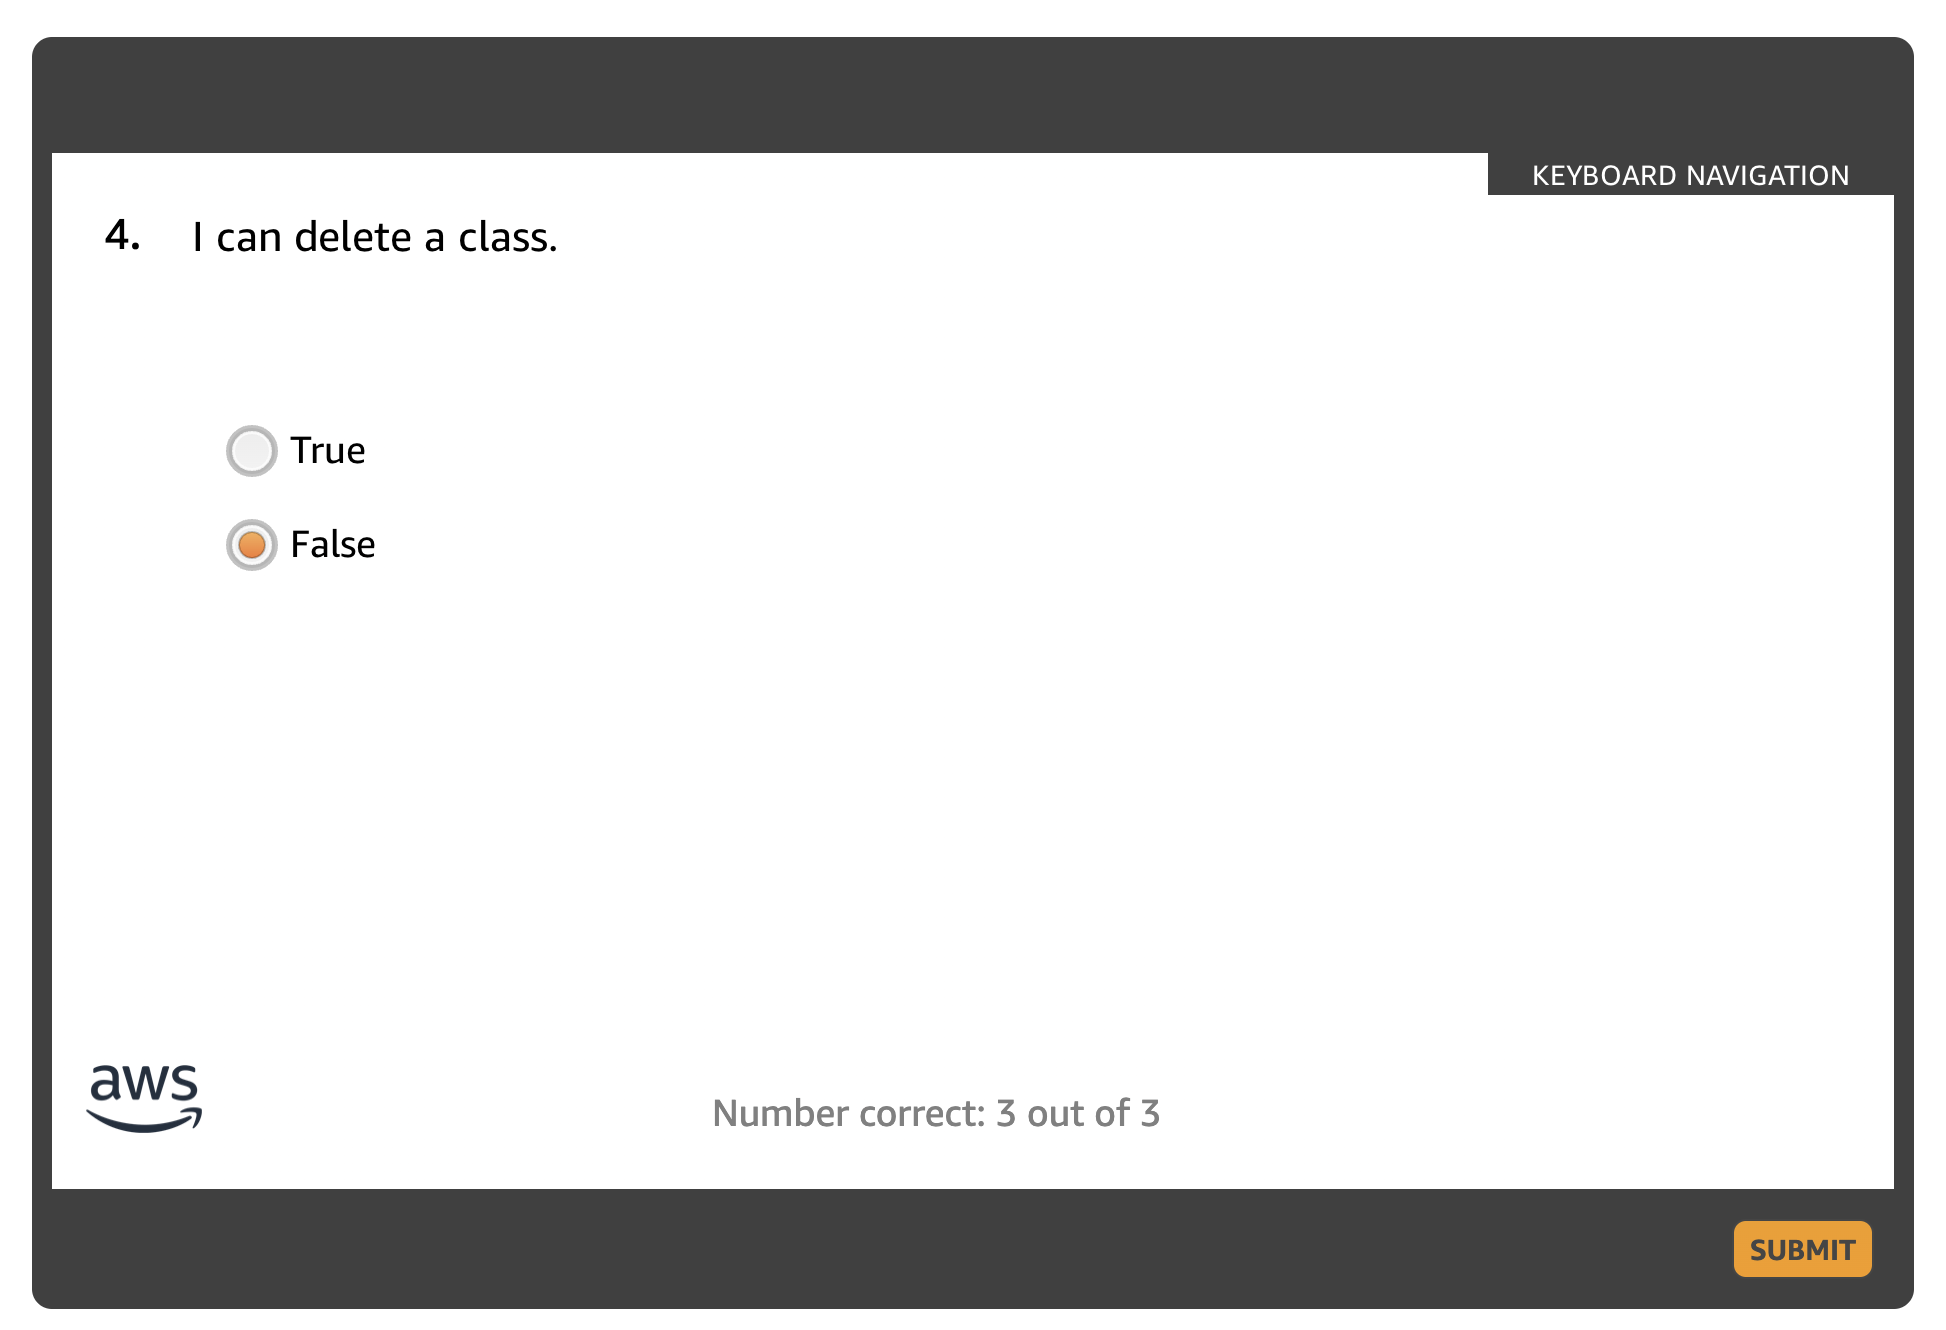 KEYBOARD NAVIGATION
4. I can delete a class.
True
False
aws
Number correct: 3 out of 3
SUBMIT